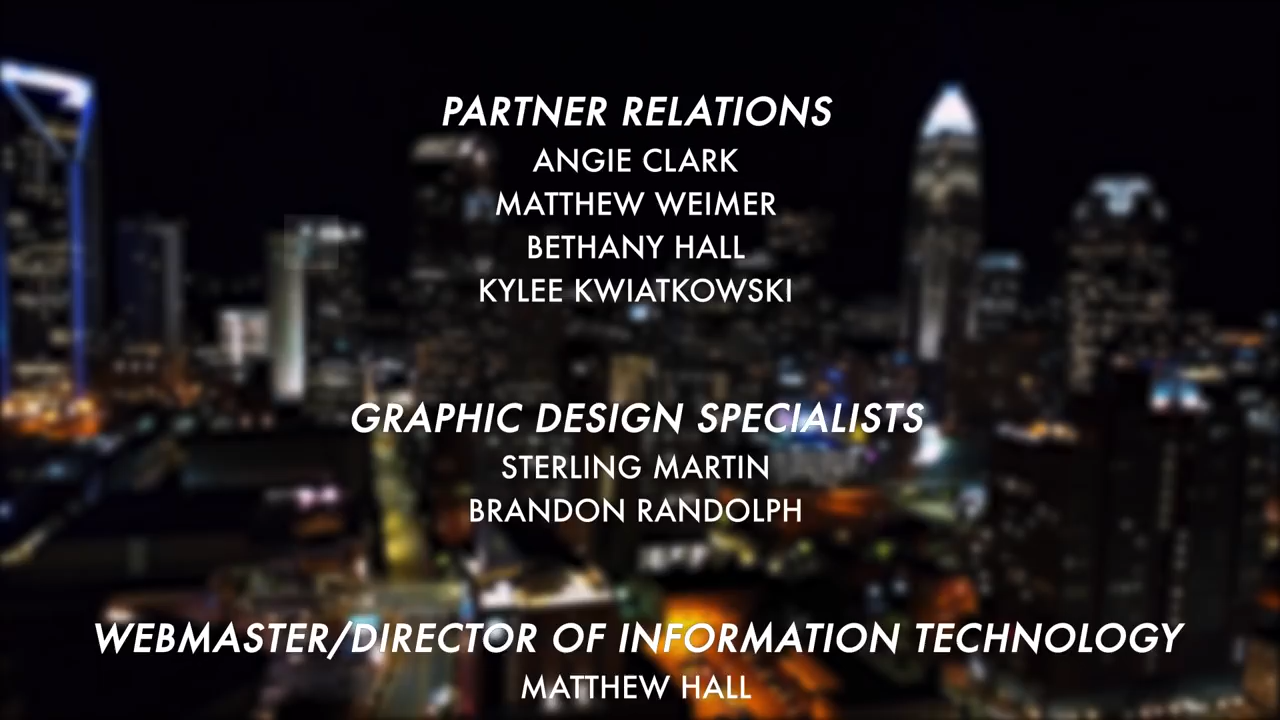 PARTNER RELATIONS
ANGIE CLARK
MATTHEW WEIMER
BETHANY HALL
KYLEE KWIATKOWSKI
GRAPHIC DESIGN SPECIALISTS
STERLING MARTIN
BRANDON RANDOLPH
WEBMASTER/DIRECTOR OF INFORMATION TECHNOLOGY
MATTHEW HALL